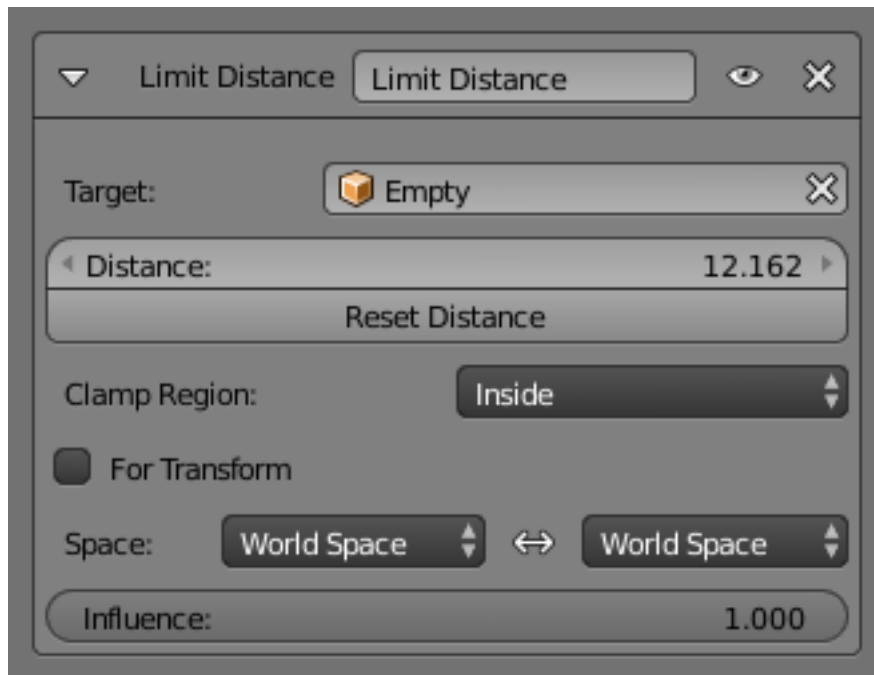 Limit Distance Limit Distance
Target: Empty
Distance: 12.162
Reset Distance
Clamp Region: Inside
For Transform
Space: World Space World Space
Influence: 1.000